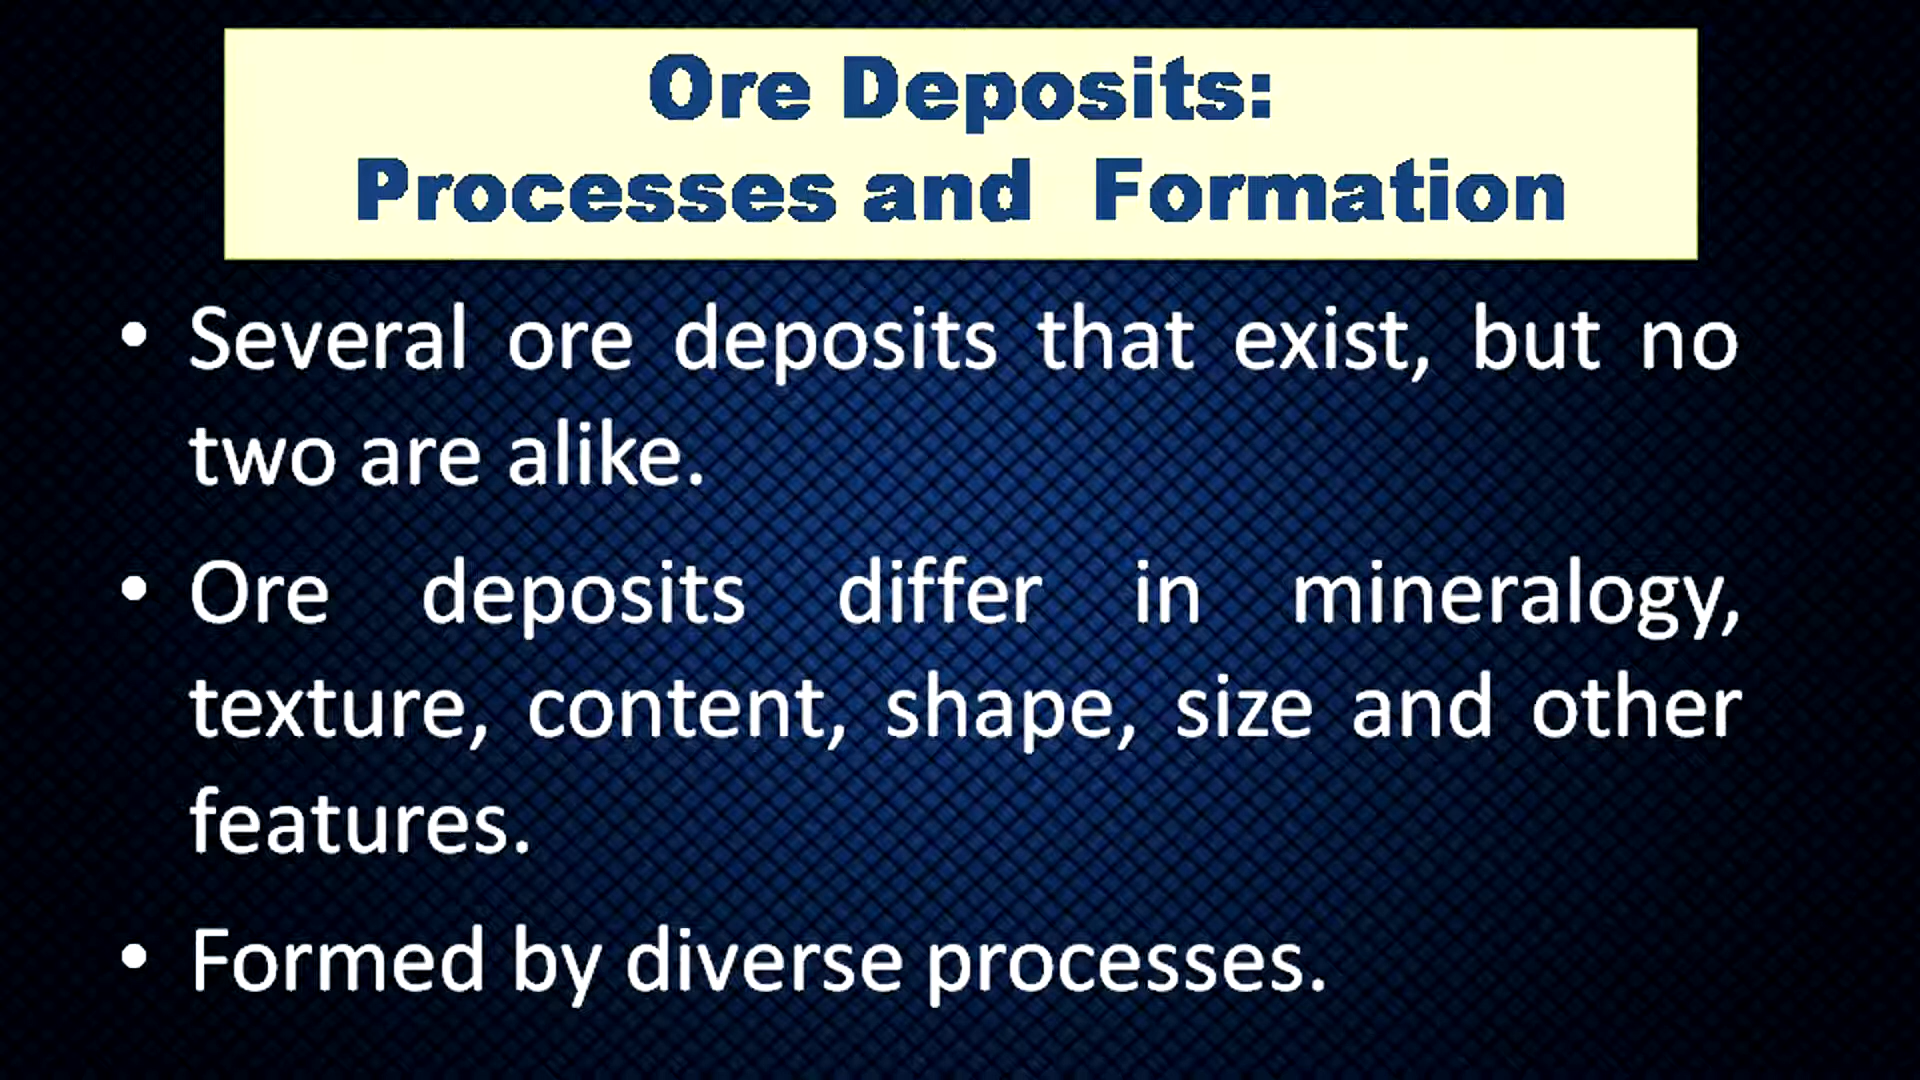 Ore Deposits:
Processes and Formation
• Several ore deposits that exist, but no
two are alike.
• Ore deposits differ in mineralogy,
texture, content, shape, size and other
features.
• Formed by diverse processes.